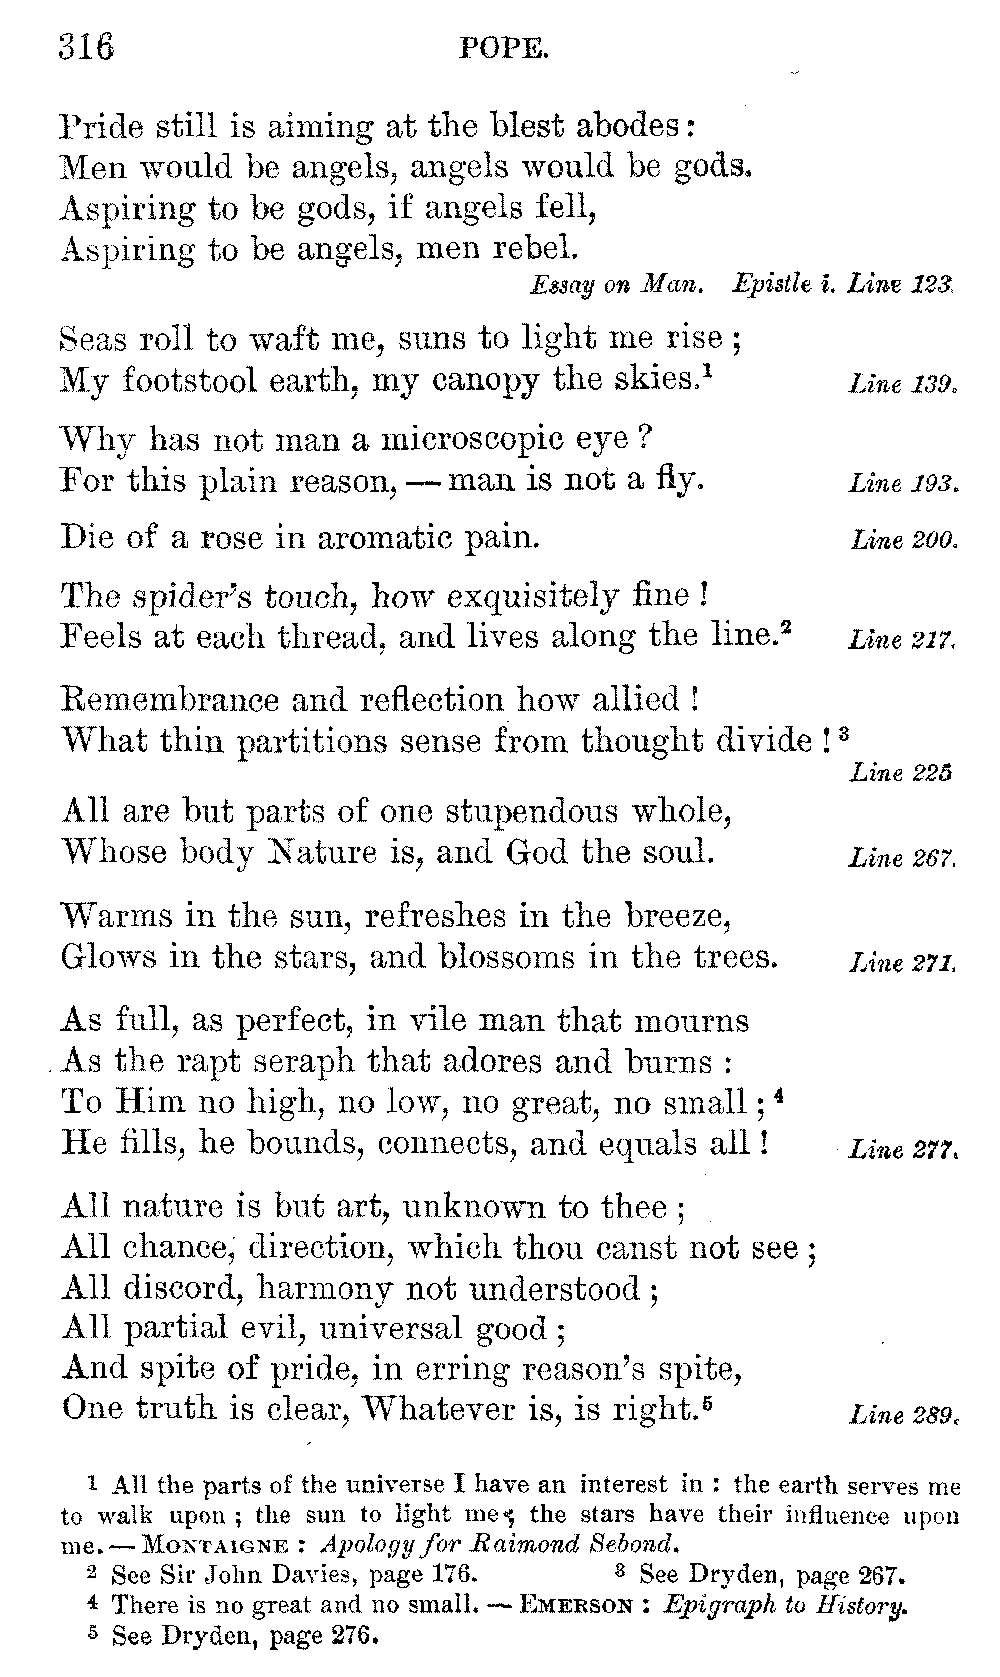 316 POPE.
Pride still is aiming at the blest abodes:
Men would be angels, angels would be gods.
Aspiring to be gods, if angels fell,
Aspiring to be angels, men rebel.
Essay on Man. Epistle i. Line 123.
Seas roll to waft me, suns to light me rise ;
My footstool earth, my canopy the skies.¹ Line 139.
Why has not man a microscopic eye ?
For this plain reason, — man is not a fly. Line 193.
Die of a rose in aromatic pain. Line 200.
The spider's touch, how exquisitely fine !
Feels at each thread, and lives along the line.² Line 217.
Remembrance and reflection how allied !
What thin partitions sense from thought divide !³
Line 225
All are but parts of one stupendous whole,
Whose body Nature is, and God the soul. Line 267.
Warms in the sun, refreshes in the breeze,
Glows in the stars, and blossoms in the trees. Line 271.
As full, as perfect, in vile man that mourns
As the rapt seraph that adores and burns :
To Him no high, no low, no great, no small ;⁴
He fills, he bounds, connects, and equals all ! Line 277.
All nature is but art, unknown to thee ;
All chance, direction, which thou canst not see ;
All discord, harmony not understood ;
All partial evil, universal good ;
And spite of pride, in erring reason's spite,
One truth is clear, Whatever is, is right.⁵ Line 289.
1 All the parts of the universe I have an interest in : the earth serves me
to walk upon ; the sun to light me ; the stars have their influence upon
me. — MONTAIGNE : Apology for Raimond Sebond.
2 See Sir John Davies, page 176. 3 See Dryden, page 267.
4 There is no great and no small. — EMERSON : Epigraph to History.
5 See Dryden, page 276.